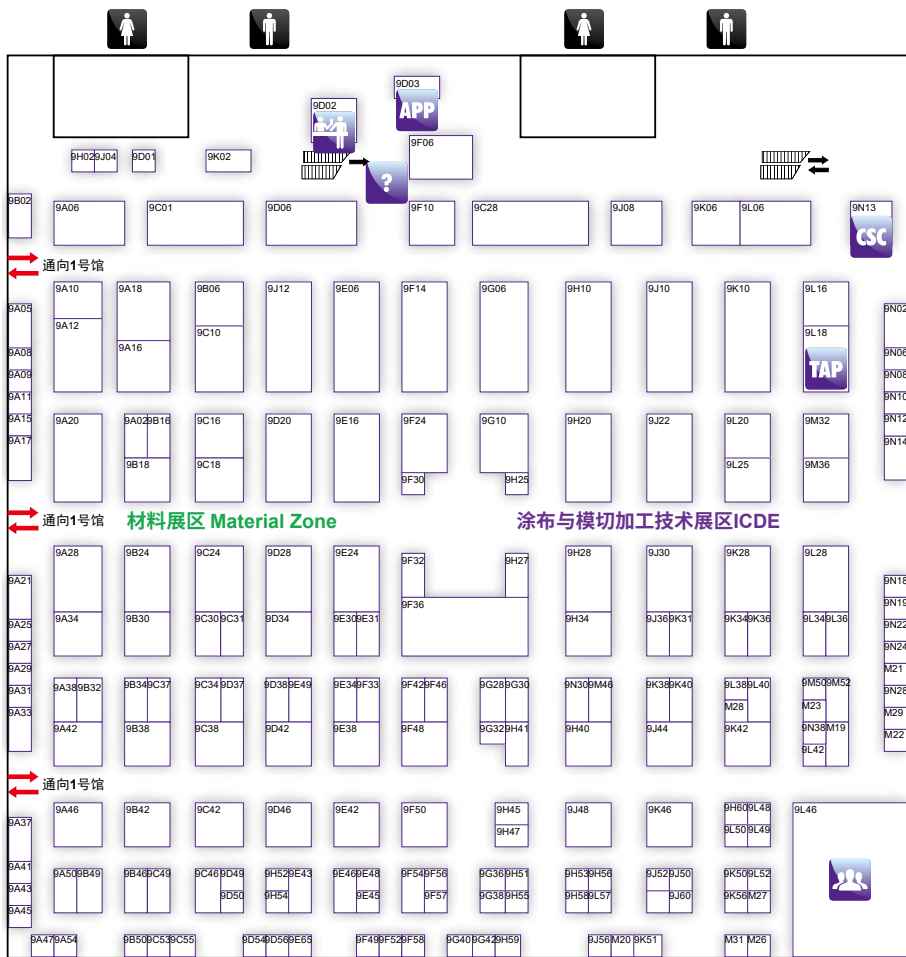 9D03
APP
9D02
9F06
9H02 9J04 9D01 9K02
?
9B02 9A06 9C01 9D06 9F10 9C28 9J08 9K06 9L06 9N13
CSC
通向1号馆
9A10 9A18 9B06 9J12 9E06 9F14 9G06 9H10 9J10 9K10 9L16
9A05 9N02
9A12 9C10 9L18
9A16
9A08 9N06
TAP
9A09 9N08
9A11 9N10
9A15 9A20 9A02 9B16 9C16 9D20 9E16 9F24 9G10 9H20 9J22 9L20 9M32 9N12
9A17 9N14
9B18 9C18 9L25 9M36
9F30 9H25
通向1号馆 材料展区 Material Zone 涂布与模切加工技术展区ICDE
9A28 9B24 9C24 9D28 9E24 9F32 9H27 9H28 9J30 9K28 9L28
9A21 9N18
9F36 9N19
9A25 9A34 9B30 9C30 9C31 9D34 9E30 9E31 9H34 9J36 9K31 9K34 9K36 9L34 9L36 9N22
9A27 9N24
9A29 M21
9A31 9A38 9B32 9B34 9C37 9C34 9D37 9D38 9E49 9E34 9F33 9F42 9F46 9G28 9G30 9N30 9M46 9K38 9K40 9L38 9L40 9M50 9M52 9N28
M28 M23
9A33 M29
9A42 9B38 9C38 9D42 9E38 9F48 9G32 9H41 9H40 9J44 9K42 9N38 M19 M22
9L42
通向1号馆
9A46 9B42 9C42 9D46 9E42 9F50 9H45 9J48 9K46 9H60 9L48 9L46
9A37 9H47 9L50 9L49
9A41 9A50 9B49 9B46 9C49 9C46 9D49 9H52 9E43 9E46 9E48 9F54 9F56 9G36 9H51 9H53 9H56 9J52 9J50 9K50 9L52
9A43 9D50 9H54 9E45 9F57 9G38 9H55 9H58 9L57 9J60 9K56 M27
9A45
9A47 9A54 9B50 9C53 9C55 9D54 9D56 9E65 9F49 9F52 9F58 9G40 9G42 9H59 9J56 M20 9K51 M31 M26